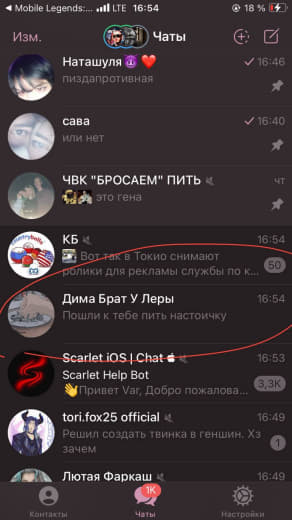 Mobile Legends:... 4G 16:54 18 %
Изм. Чаты
Наташуля 😈 ❤️ 16:46
пиздапротивная
сава 16:40
или нет
ЧВК "БРОСАЕМ" ПИТЬ чт
это гена
КБ 16:54
Вот так в Токио снимают
ролики для рекламы службы по к... 50
Дима Брат У Леры 16:54
Пошли к тебе пить настоичку
Scarlet iOS | Chat 16:53
Scarlet Help Bot
👋Привет Var, Добро пожалова... 3,3K
tori.fox25 official 16:49
Решил создать твинка в геншин. Хз
зачем 1
Лютая Фаркаш 16:49
1K
Контакты Чаты Настройки